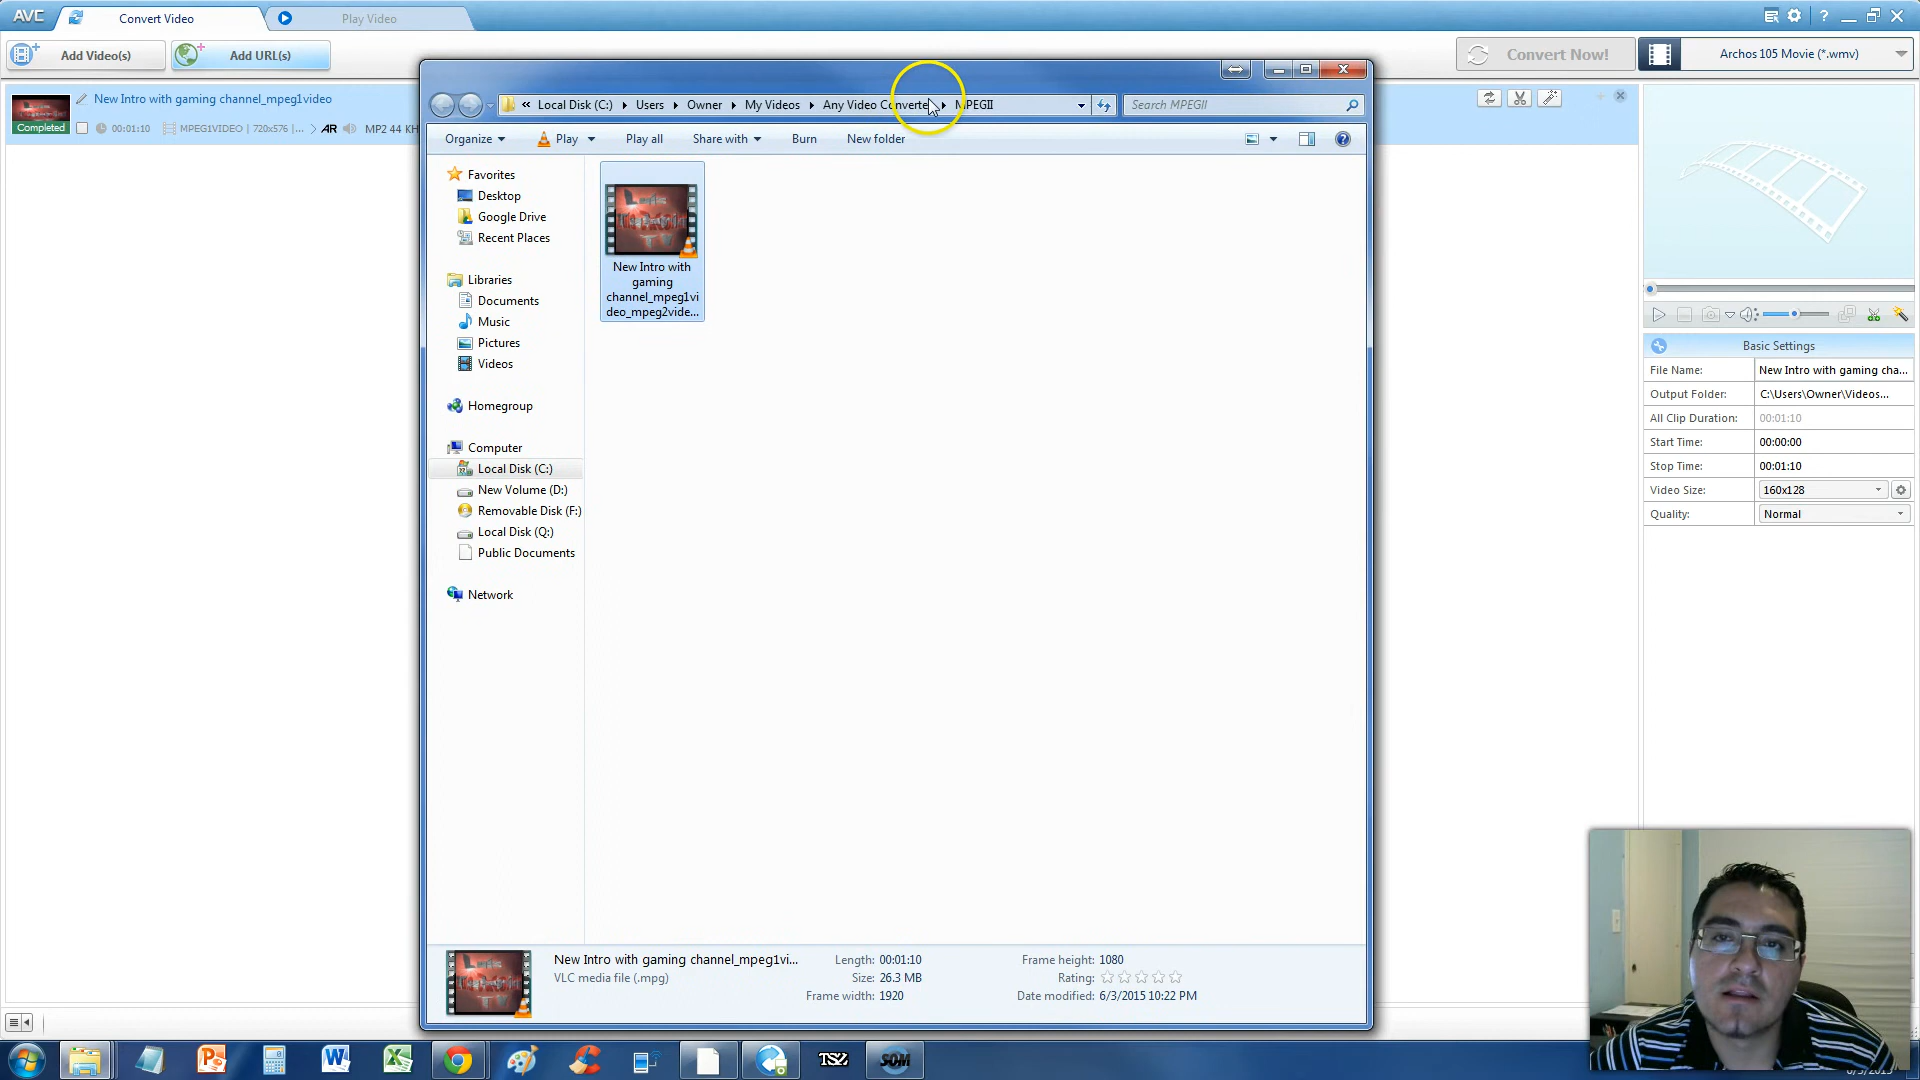 AVC
Convert Video
Play Video
Add Video(s)
Add URL(s)
Convert Now!
Archos 105 Movie (*.wmv)
New Intro with gaming channel_mpeg1video
Completed
00:01:10
MPEG1VIDEO | 720x576 |...
AR
MP2 44 KH
« Local Disk (C:) Users Owner My Videos Any Video Converter MPEGII
Search MPEGII
Organize
Play
Play all
Share with
Burn
New folder
Favorites
Desktop
Google Drive
Recent Places
Libraries
Documents
Music
Pictures
Videos
Homegroup
Computer
Local Disk (C:)
New Volume (D:)
Removable Disk (F:)
Local Disk (Q:)
Public Documents
Network
New Intro with
gaming
channel_mpeg1vi
deo_mpeg2vide...
Basic Settings
File Name: New Intro with gaming cha...
Output Folder: C:\Users\Owner\Videos...
All Clip Duration: 00:01:10
Start Time: 00:00:00
Stop Time: 00:01:10
Video Size: 160x128
Quality: Normal
New Intro with gaming channel_mpeg1vi...
VLC media file (.mpg)
Length: 00:01:10
Size: 26.3 MB
Frame width: 1920
Frame height: 1080
Rating:
Date modified: 6/3/2015 10:22 PM
TS2
SOM